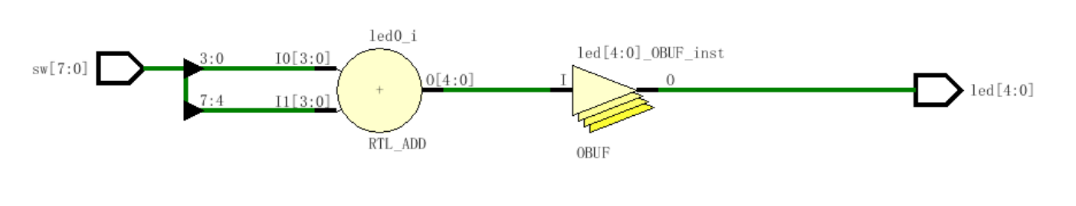 led0_i
led[4:0]_OBUF_inst
3:0
I0[3:0]
sw[7:0]
+
O[4:0]
I
O
led[4:0]
7:4
I1[3:0]
RTL_ADD
OBUF